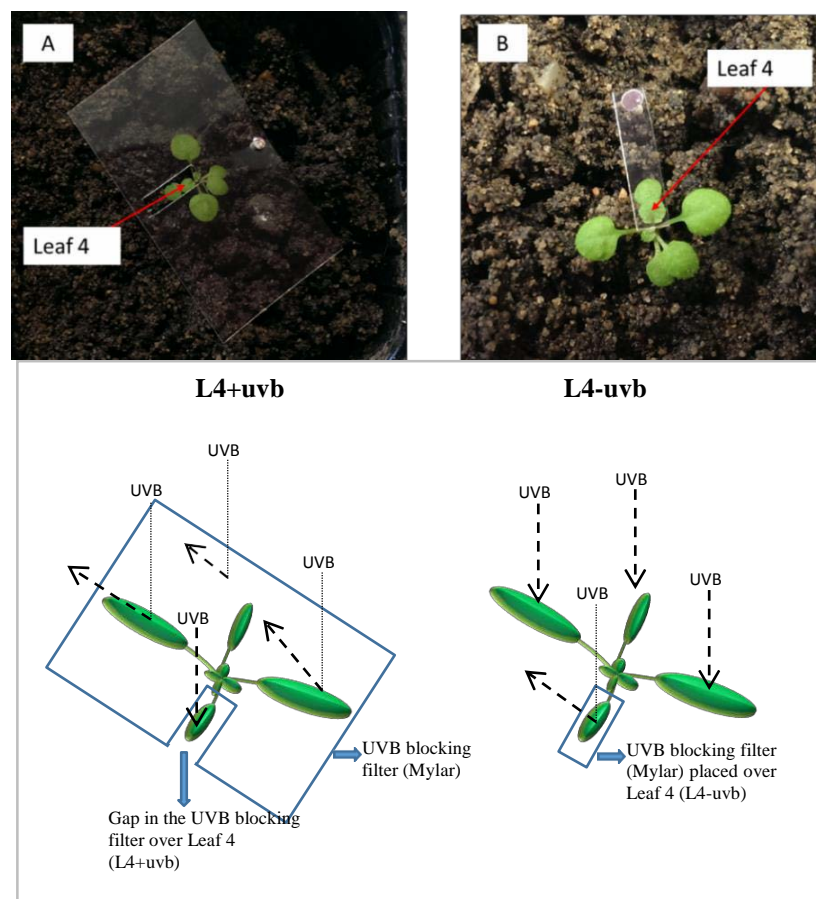 A
Leaf 4
B
Leaf 4
L4+uvb
L4-uvb
UVB
UVB
UVB
UVB
UVB blocking
filter (Mylar)
Gap in the UVB blocking
filter over Leaf 4
(L4+uvb)
UVB
UVB
UVB
UVB
UVB blocking filter
(Mylar) placed over
Leaf 4 (L4-uvb)